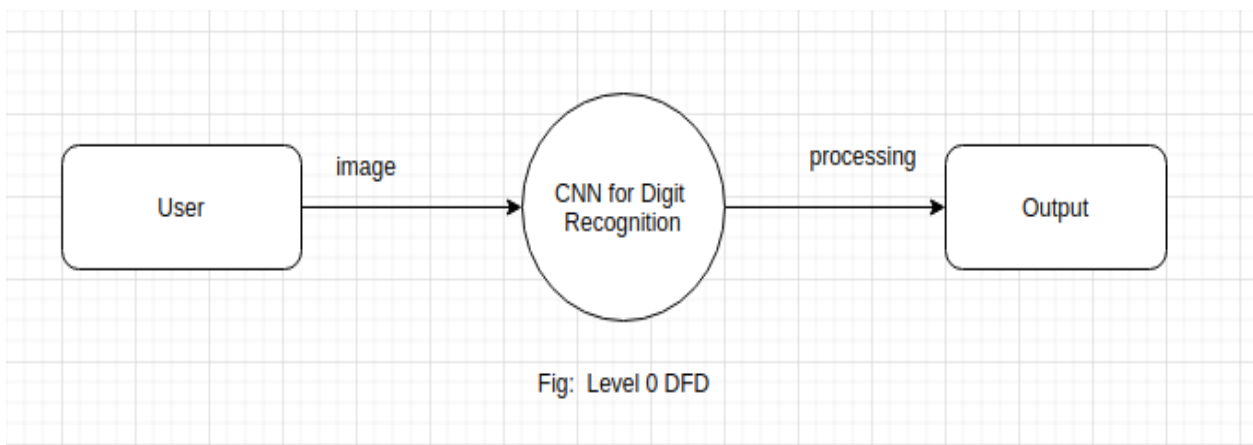 User
image
CNN for Digit
Recognition
processing
Output
Fig: Level 0 DFD